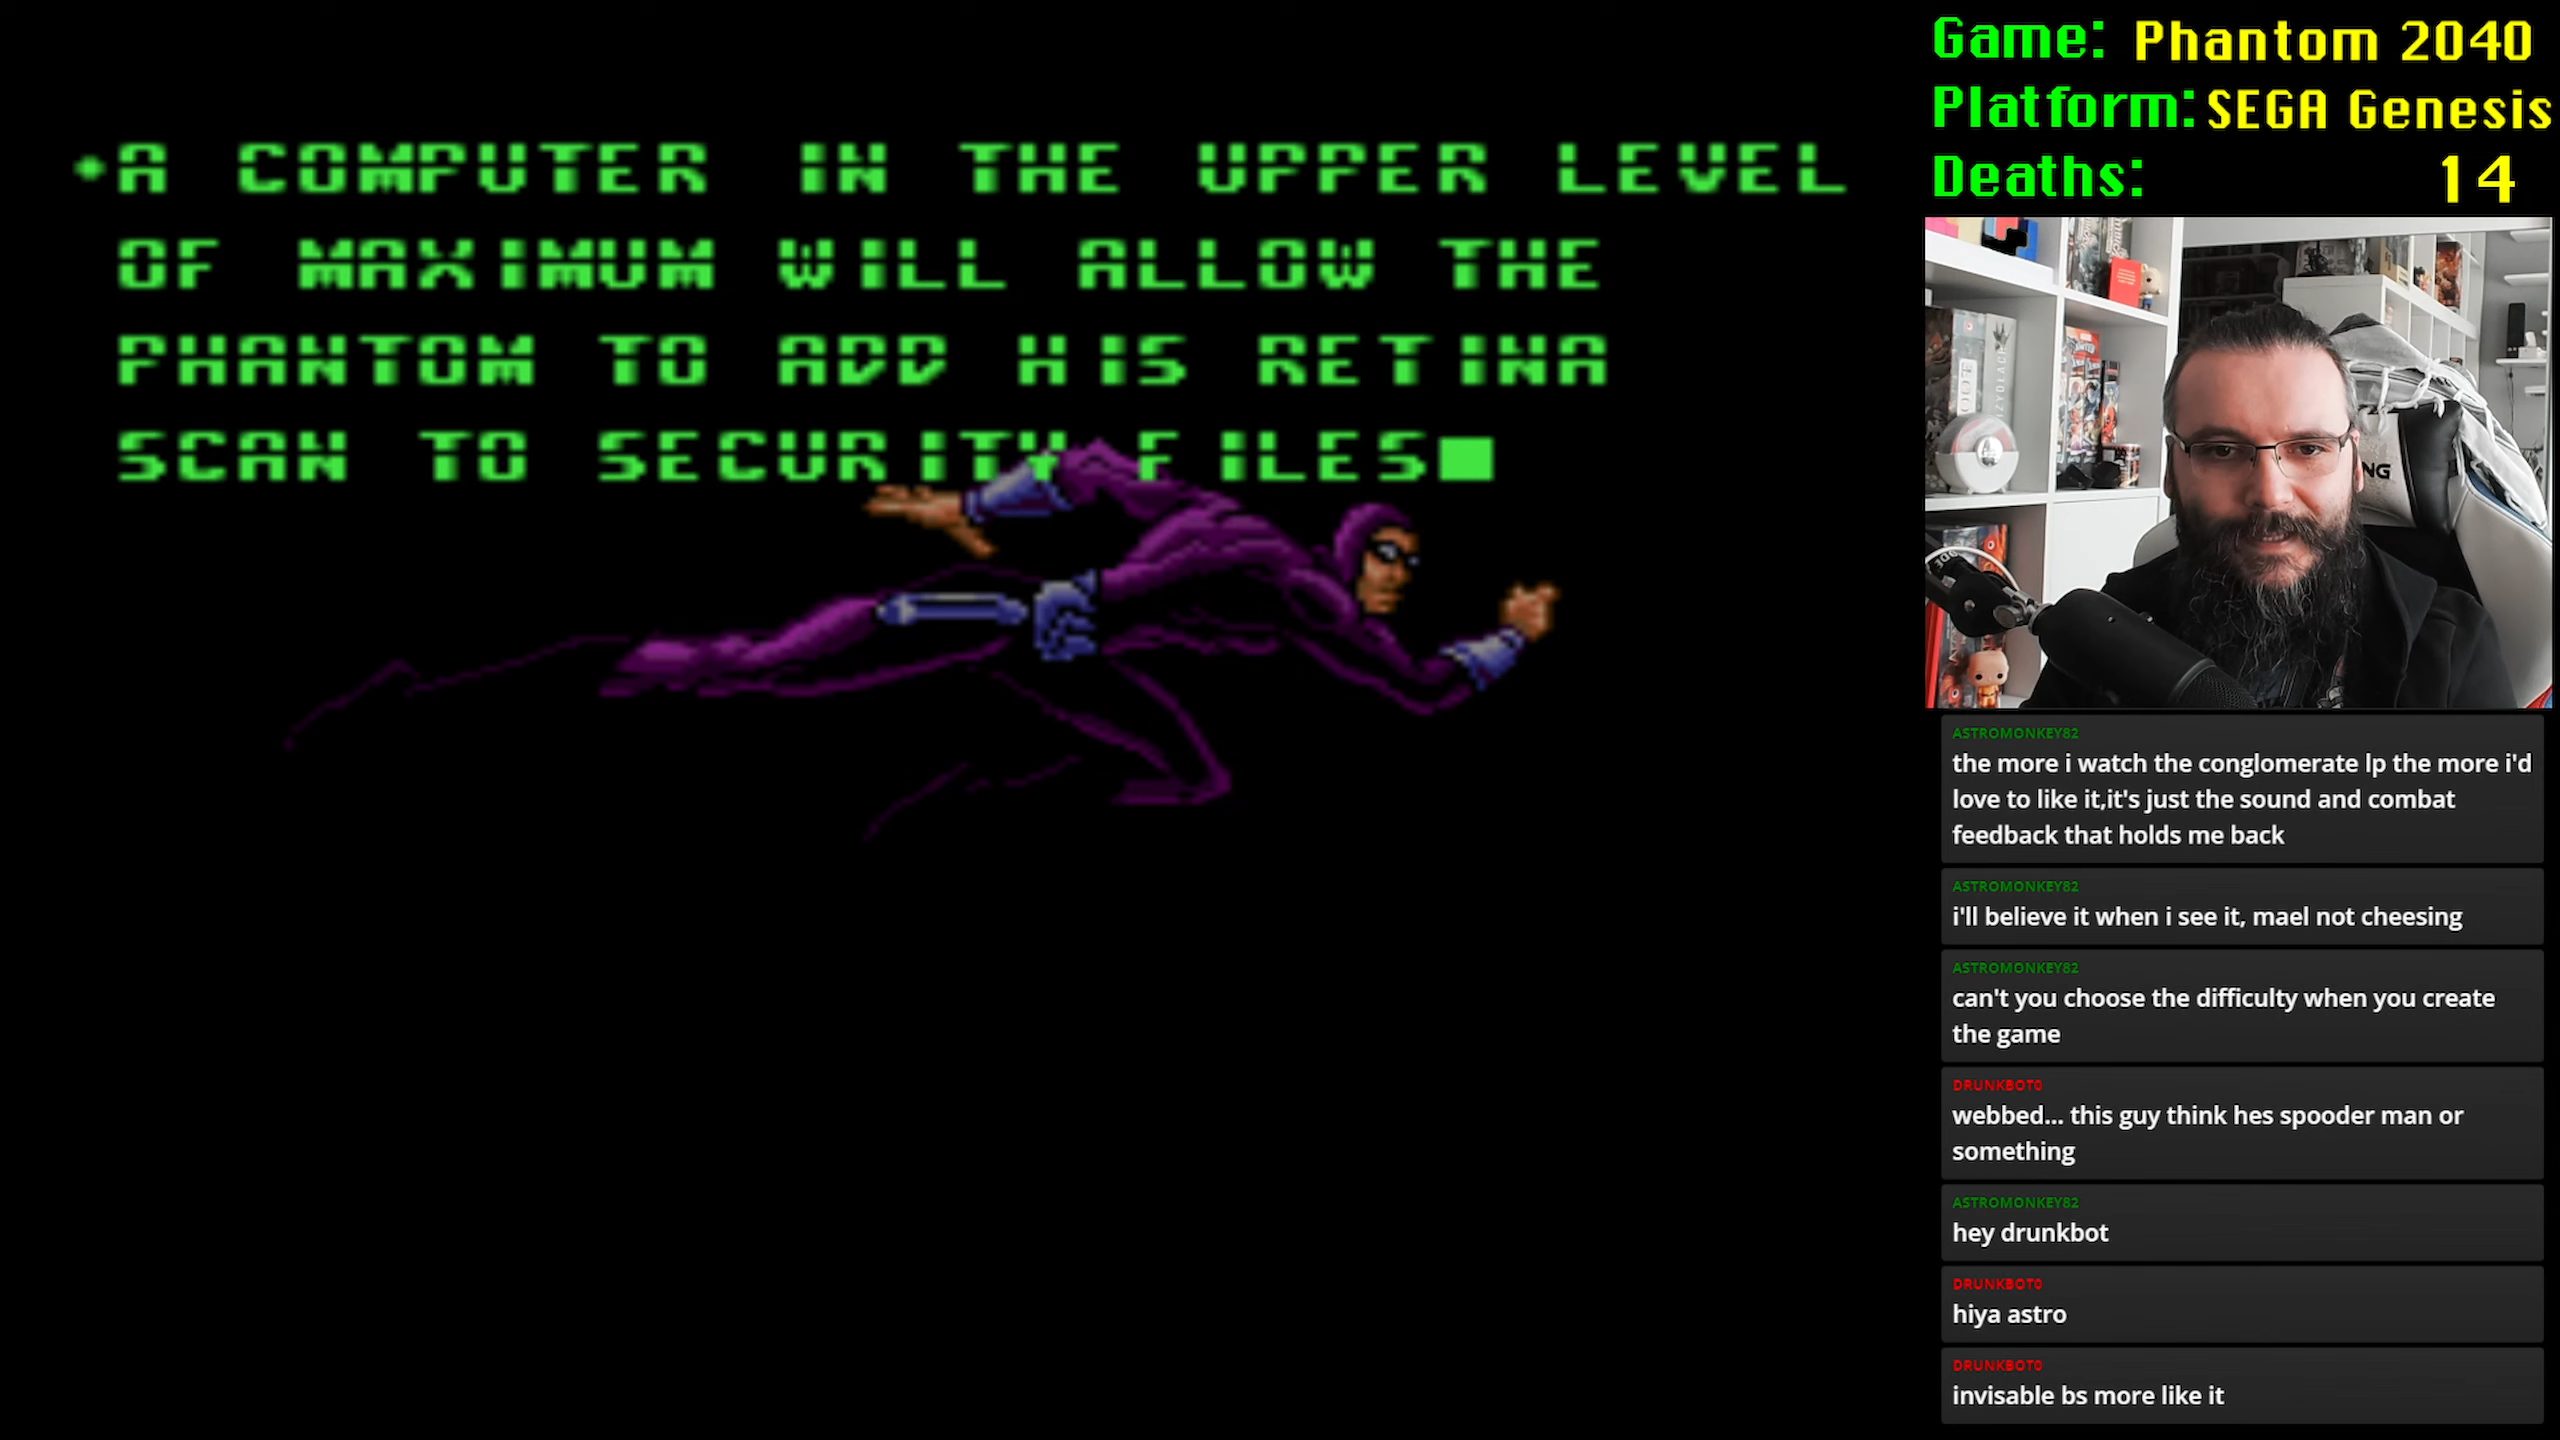 A COMPUTER IN THE UPPER LEVEL
OF MAXIMUM WILL ALLOW THE
PHANTOM TO ADD HIS RETINA
SCAN TO SECURITY FILES
Game: Phantom 2040
Platform: SEGA Genesis
Deaths: 14
NG
ASTROMONKEY82
the more i watch the conglomerate lp the more i'd
love to like it,it's just the sound and combat
feedback that holds me back
ASTROMONKEY82
i'll believe it when i see it, mael not cheesing
ASTROMONKEY82
can't you choose the difficulty when you create
the game
DRUNKBOT0
webbed... this guy think hes spooder man or
something
ASTROMONKEY82
hey drunkbot
DRUNKBOT0
hiya astro
DRUNKBOT0
invisable bs more like it